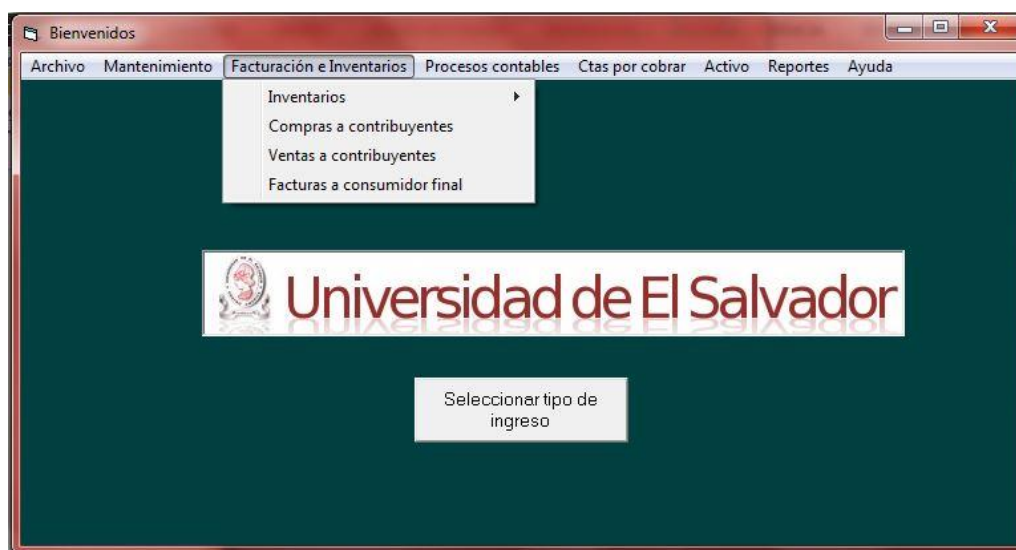 Bienvenidos
Archivo Mantenimiento Facturación e Inventarios Procesos contables Ctas por cobrar Activo Reportes Ayuda
Inventarios
Compras a contribuyentes
Ventas a contribuyentes
Facturas a consumidor final
Universidad de El Salvador
Seleccionar tipo de
ingreso